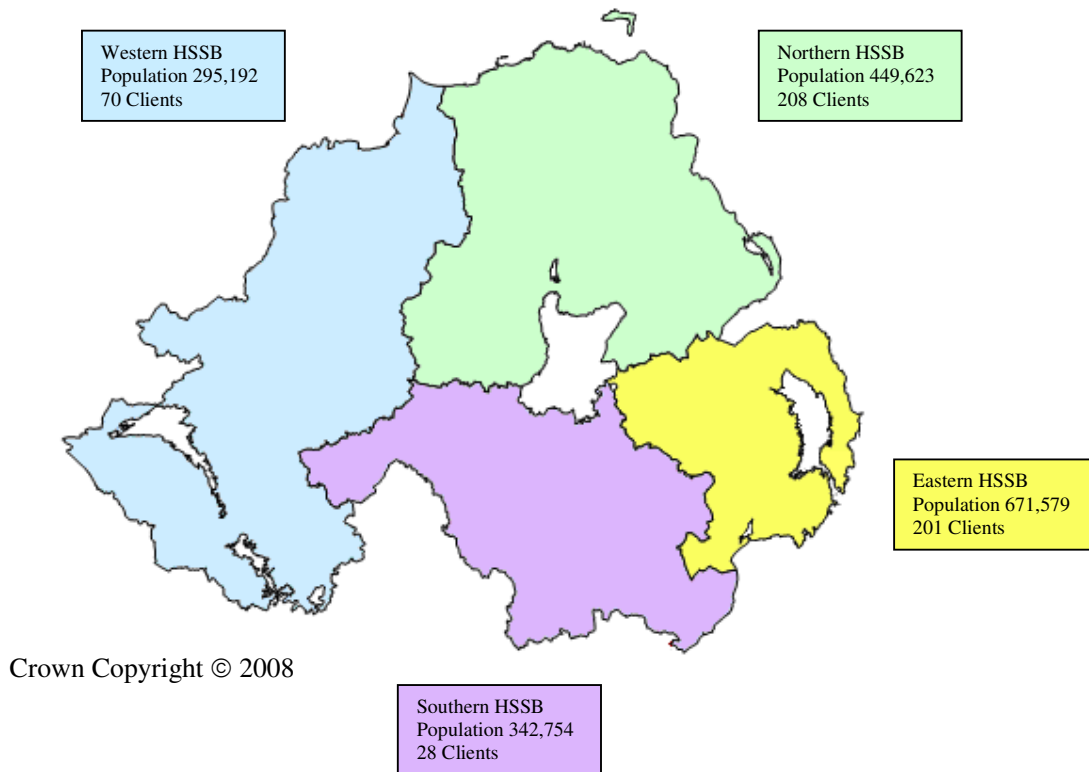 Western HSSB
Population 295,192
70 Clients
Northern HSSB
Population 449,623
208 Clients
Eastern HSSB
Population 671,579
201 Clients
Crown Copyright © 2008
Southern HSSB
Population 342,754
28 Clients